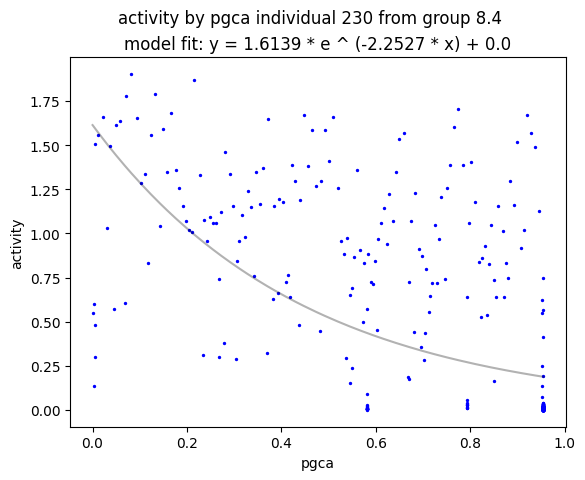 activity by pgca individual 230 from group 8.4
model fit: y = 1.6139 * e ^ (-2.2527 * x) + 0.0
1.75
1.50
1.25
1.00
0.75
0.50
0.25
0.00
activity
0.0 0.2 0.4 0.6 0.8 1.0
pgca